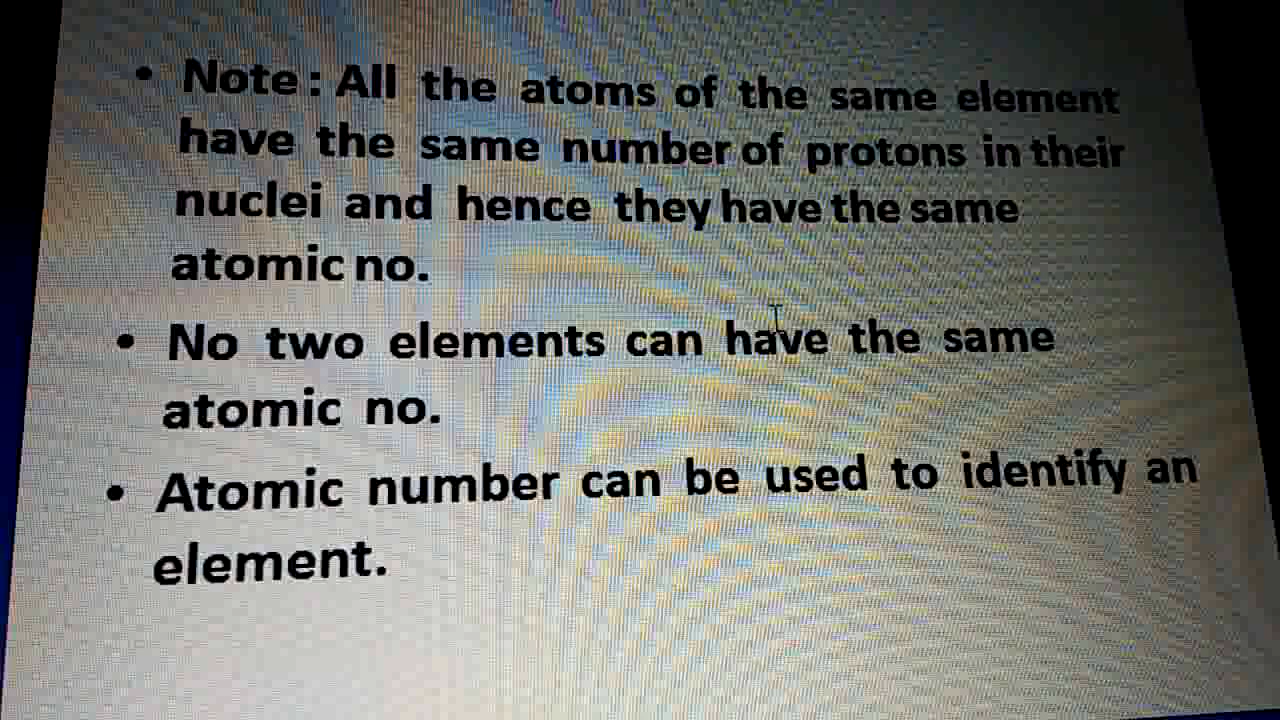 • Note : All the atoms of the same element
have the same number of protons in their
nuclei and hence they have the same
atomic no.
• No two elements can have the same
atomic no.
• Atomic number can be used to identify an
element.